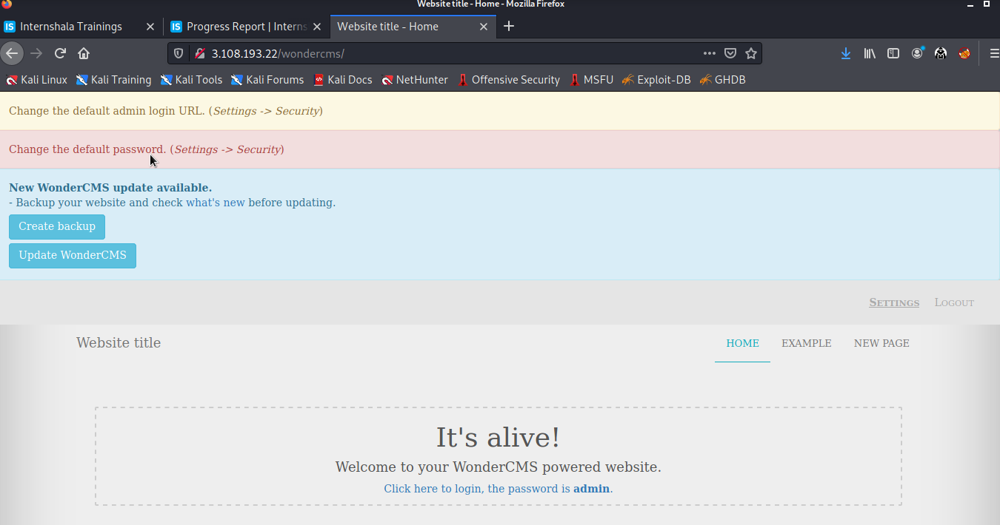 Website title - Home - Mozilla Firefox
IS Internshala Trainings
IS Progress Report | Interns
Website title - Home
3.108.193.22/wondercms/
Kali Linux Kali Training Kali Tools Kali Forums Kali Docs NetHunter Offensive Security MSFU Exploit-DB GHDB
Change the default admin login URL. (Settings -> Security)
Change the default password. (Settings -> Security)
New WonderCMS update available.
- Backup your website and check what's new before updating.
Create backup
Update WonderCMS
SETTINGS LOGOUT
Website title
HOME EXAMPLE NEW PAGE
It's alive!
Welcome to your WonderCMS powered website.
Click here to login, the password is admin.